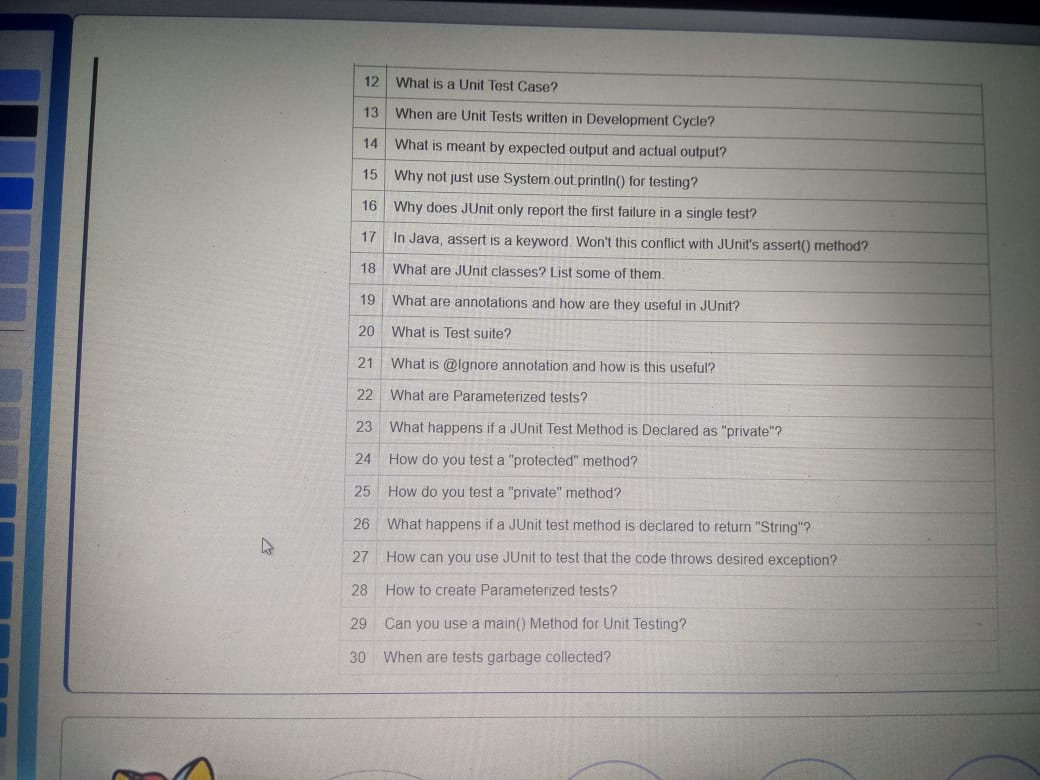 12 What is a Unit Test Case?
13 When are Unit Tests written in Development Cycle?
14 What is meant by expected output and actual output?
15 Why not just use System.out.println() for testing?
16 Why does JUnit only report the first failure in a single test?
17 In Java, assert is a keyword. Won't this conflict with JUnit's assert() method?
18 What are JUnit classes? List some of them.
19 What are annotations and how are they useful in JUnit?
20 What is Test suite?
21 What is @Ignore annotation and how is this useful?
22 What are Parameterized tests?
23 What happens if a JUnit Test Method is Declared as "private"?
24 How do you test a "protected" method?
25 How do you test a "private" method?
26 What happens if a JUnit test method is declared to return "String"?
27 How can you use JUnit to test that the code throws desired exception?
28 How to create Parameterized tests?
29 Can you use a main() Method for Unit Testing?
30 When are tests garbage collected?